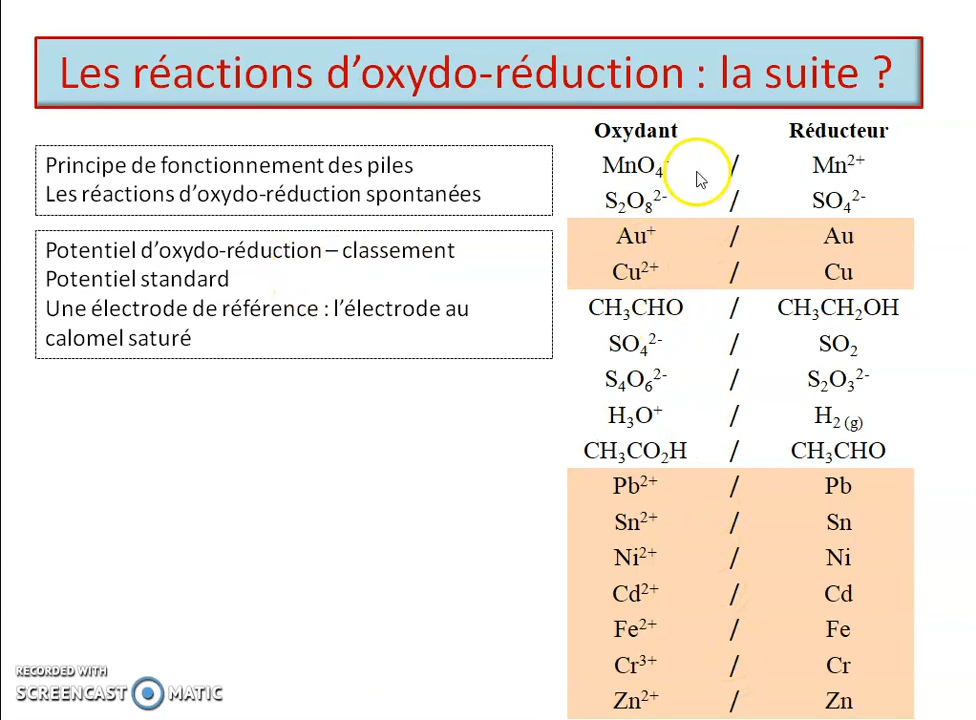 Les réactions d’oxydo-réduction : la suite ?
Principe de fonctionnement des piles
Les réactions d’oxydo-réduction spontanées
Potentiel d’oxydo-réduction – classement
Potentiel standard
Une électrode de référence : l’électrode au
calomel saturé
Oxydant Réducteur
MnO₄⁻ / Mn²⁺
S₂O₈²⁻ / SO₄²⁻
Au⁺ / Au
Cu²⁺ / Cu
CH₃CHO / CH₃CH₂OH
SO₄²⁻ / SO₂
S₄O₆²⁻ / S₂O₃²⁻
H₃O⁺ / H₂ (g)
CH₃CO₂H / CH₃CHO
Pb²⁺ / Pb
Sn²⁺ / Sn
Ni²⁺ / Ni
Cd²⁺ / Cd
Fe²⁺ / Fe
Cr³⁺ / Cr
Zn²⁺ / Zn
RECORDED WITH
SCREENCAST MATIC